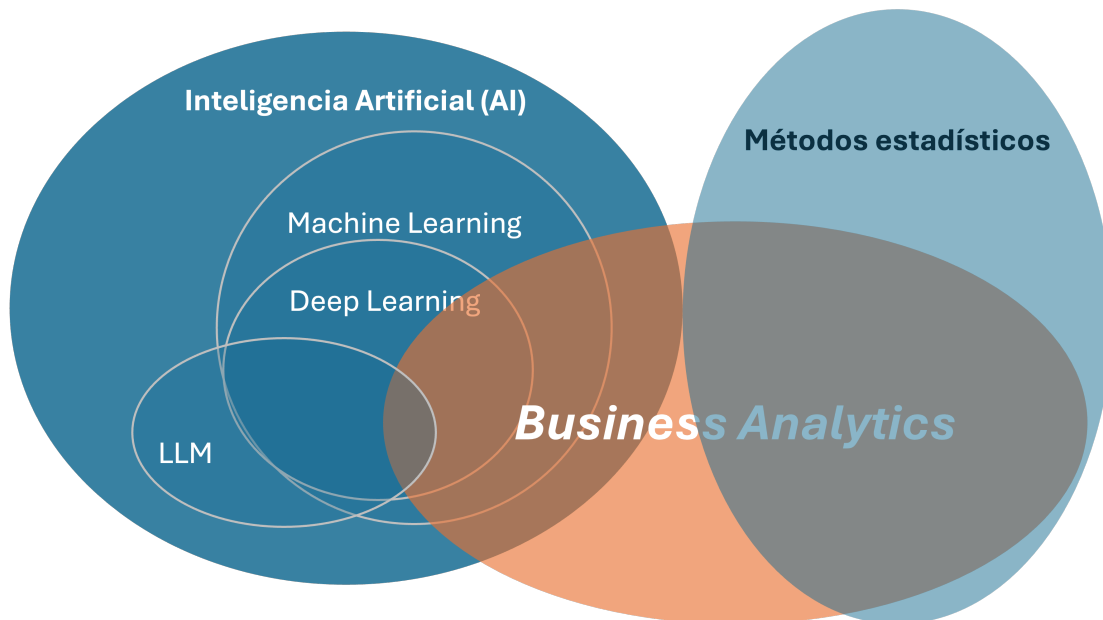 Inteligencia Artificial (AI)
Métodos estadísticos
Machine Learning
Deep Learning
Business Analytics
LLM